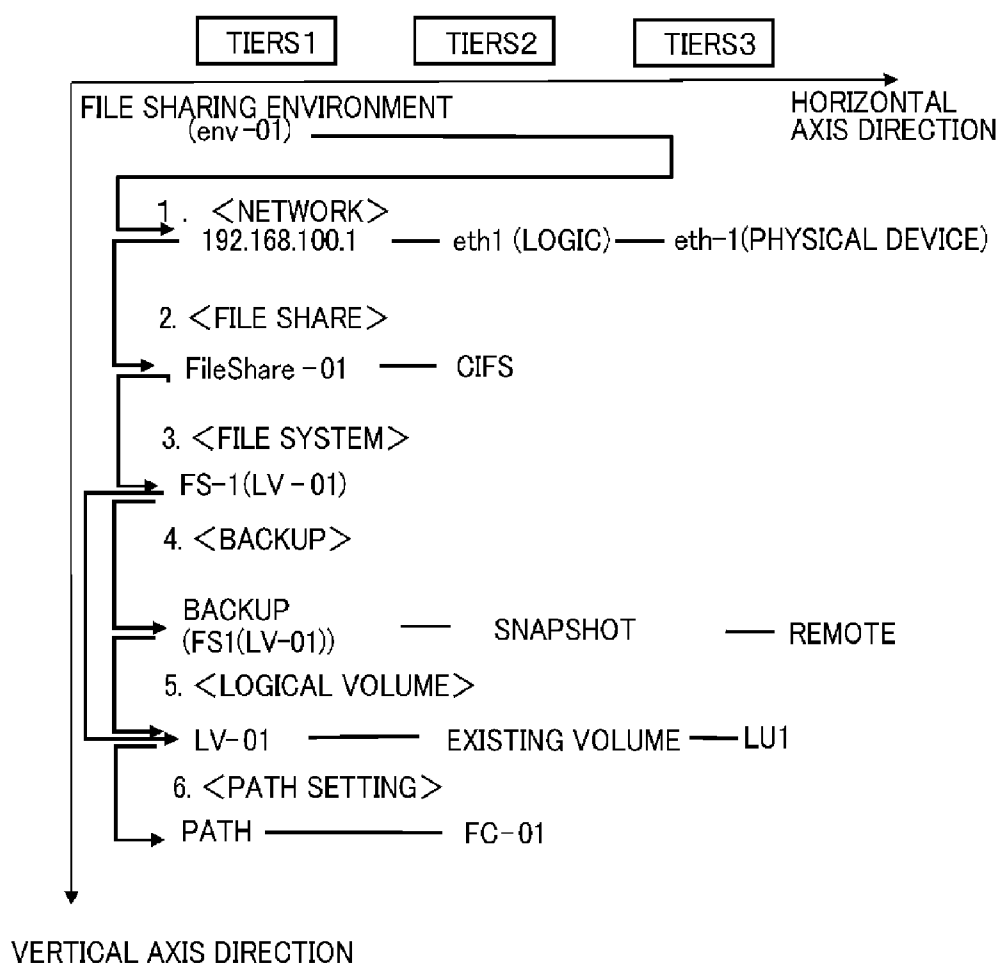 TIERS1 TIERS2 TIERS3
FILE SHARING ENVIRONMENT
(env-01)
HORIZONTAL
AXIS DIRECTION
1. <NETWORK>
192.168.100.1 — eth1 (LOGIC) — eth-1(PHYSICAL DEVICE)
2. <FILE SHARE>
FileShare-01 — CIFS
3. <FILE SYSTEM>
FS-1(LV-01)
4. <BACKUP>
BACKUP
(FS1(LV-01)) — SNAPSHOT — REMOTE
5. <LOGICAL VOLUME>
LV-01 — EXISTING VOLUME — LU1
6. <PATH SETTING>
PATH — FC-01
VERTICAL AXIS DIRECTION